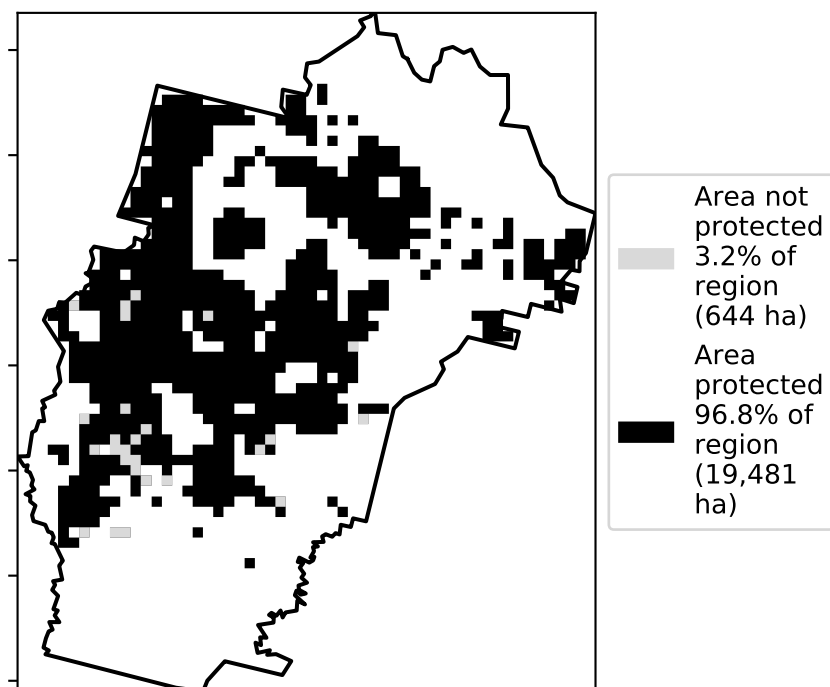 Area not
protected
3.2% of
region
(644 ha)
Area
protected
96.8% of
region
(19,481
ha)